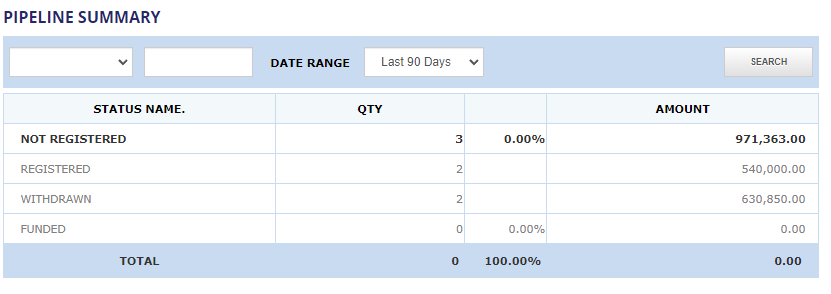 PIPELINE SUMMARY
DATE RANGE Last 90 Days SEARCH
STATUS NAME. QTY AMOUNT
NOT REGISTERED 3 0.00% 971,363.00
REGISTERED 2 540,000.00
WITHDRAWN 2 630,850.00
FUNDED 0 0.00% 0.00
TOTAL 0 100.00% 0.00